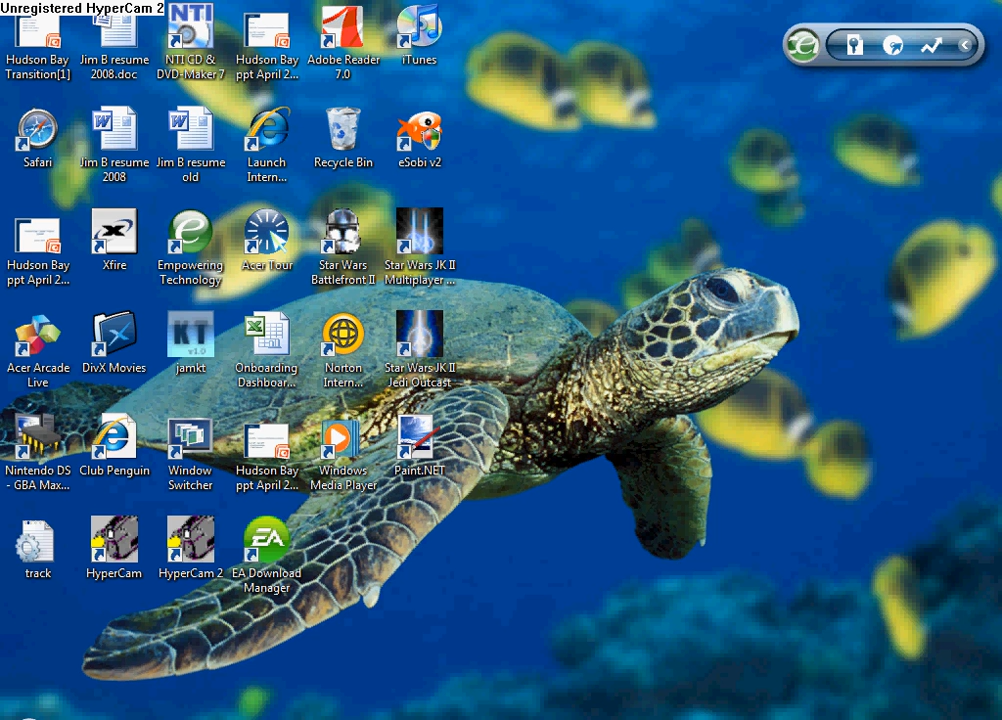 Unregistered HyperCam 2
Hudson Bay
Transition[1]
Jim B resume
2008.doc
NTI
NTI CD &
DVD-Maker 7
Hudson Bay
ppt April 2...
Adobe Reader
7.0
iTunes
Safari
Jim B resume
2008
Jim B resume
old
Launch
Intern...
Recycle Bin
eSobi v2
Hudson Bay
ppt April 2...
Xfire
Empowering
Technology
Acer Tour
Star Wars
Battlefront II
Star Wars JK II
Multiplayer ...
Acer Arcade
Live
DivX Movies
KT
v1.0
jamkt
Onboarding
Dashboar...
Norton
Intern...
Star Wars JK II
Jedi Outcast
Nintendo DS
- GBA Max...
Club Penguin
Window
Switcher
Hudson Bay
ppt April 2...
Windows
Media Player
Paint.NET
track
HyperCam
HyperCam 2
EA
EA Download
Manager